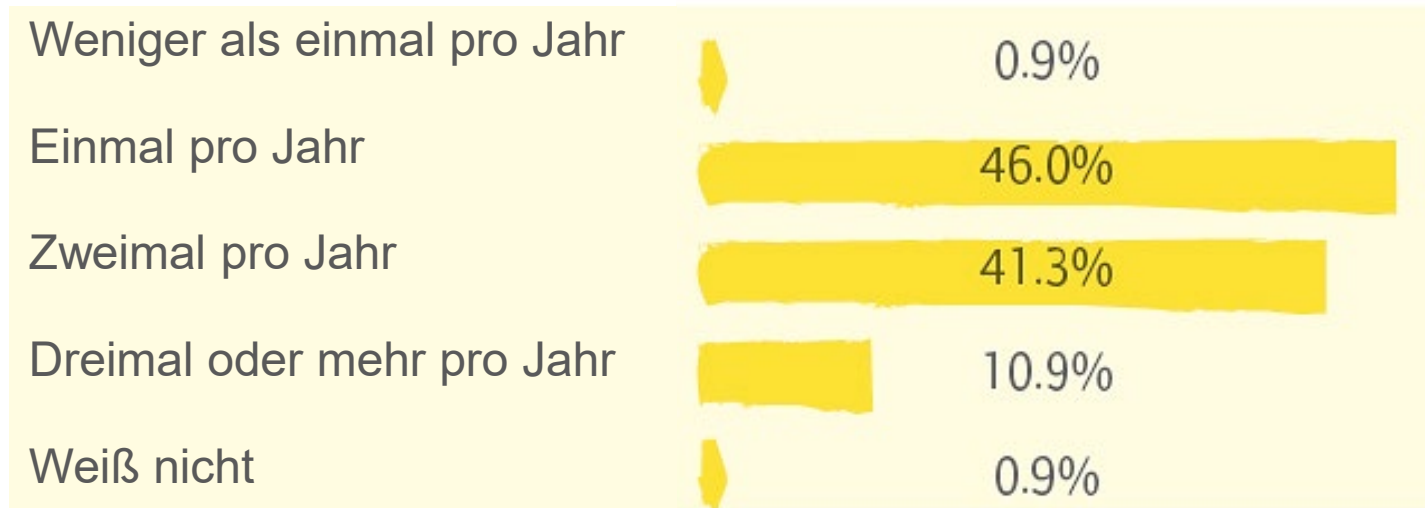 Weniger als einmal pro Jahr 0.9%
Einmal pro Jahr 46.0%
Zweimal pro Jahr 41.3%
Dreimal oder mehr pro Jahr 10.9%
Weiß nicht 0.9%